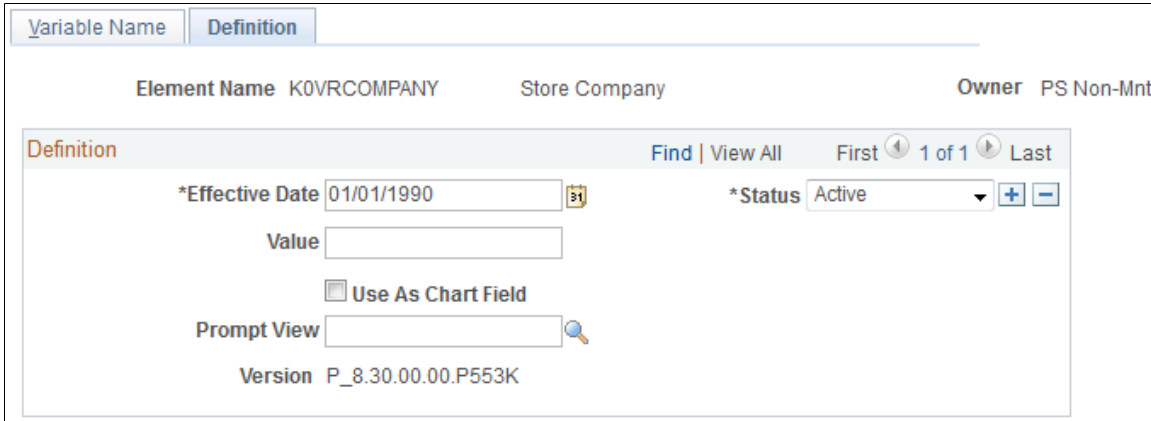 Variable Name Definition
Element Name K0VRCOMPANY Store Company Owner PS Non-Mnt
Definition Find | View All First 1 of 1 Last
*Effective Date 01/01/1990 31 *Status Active
Value
Use As Chart Field
Prompt View
Version P_8.30.00.00.P553K